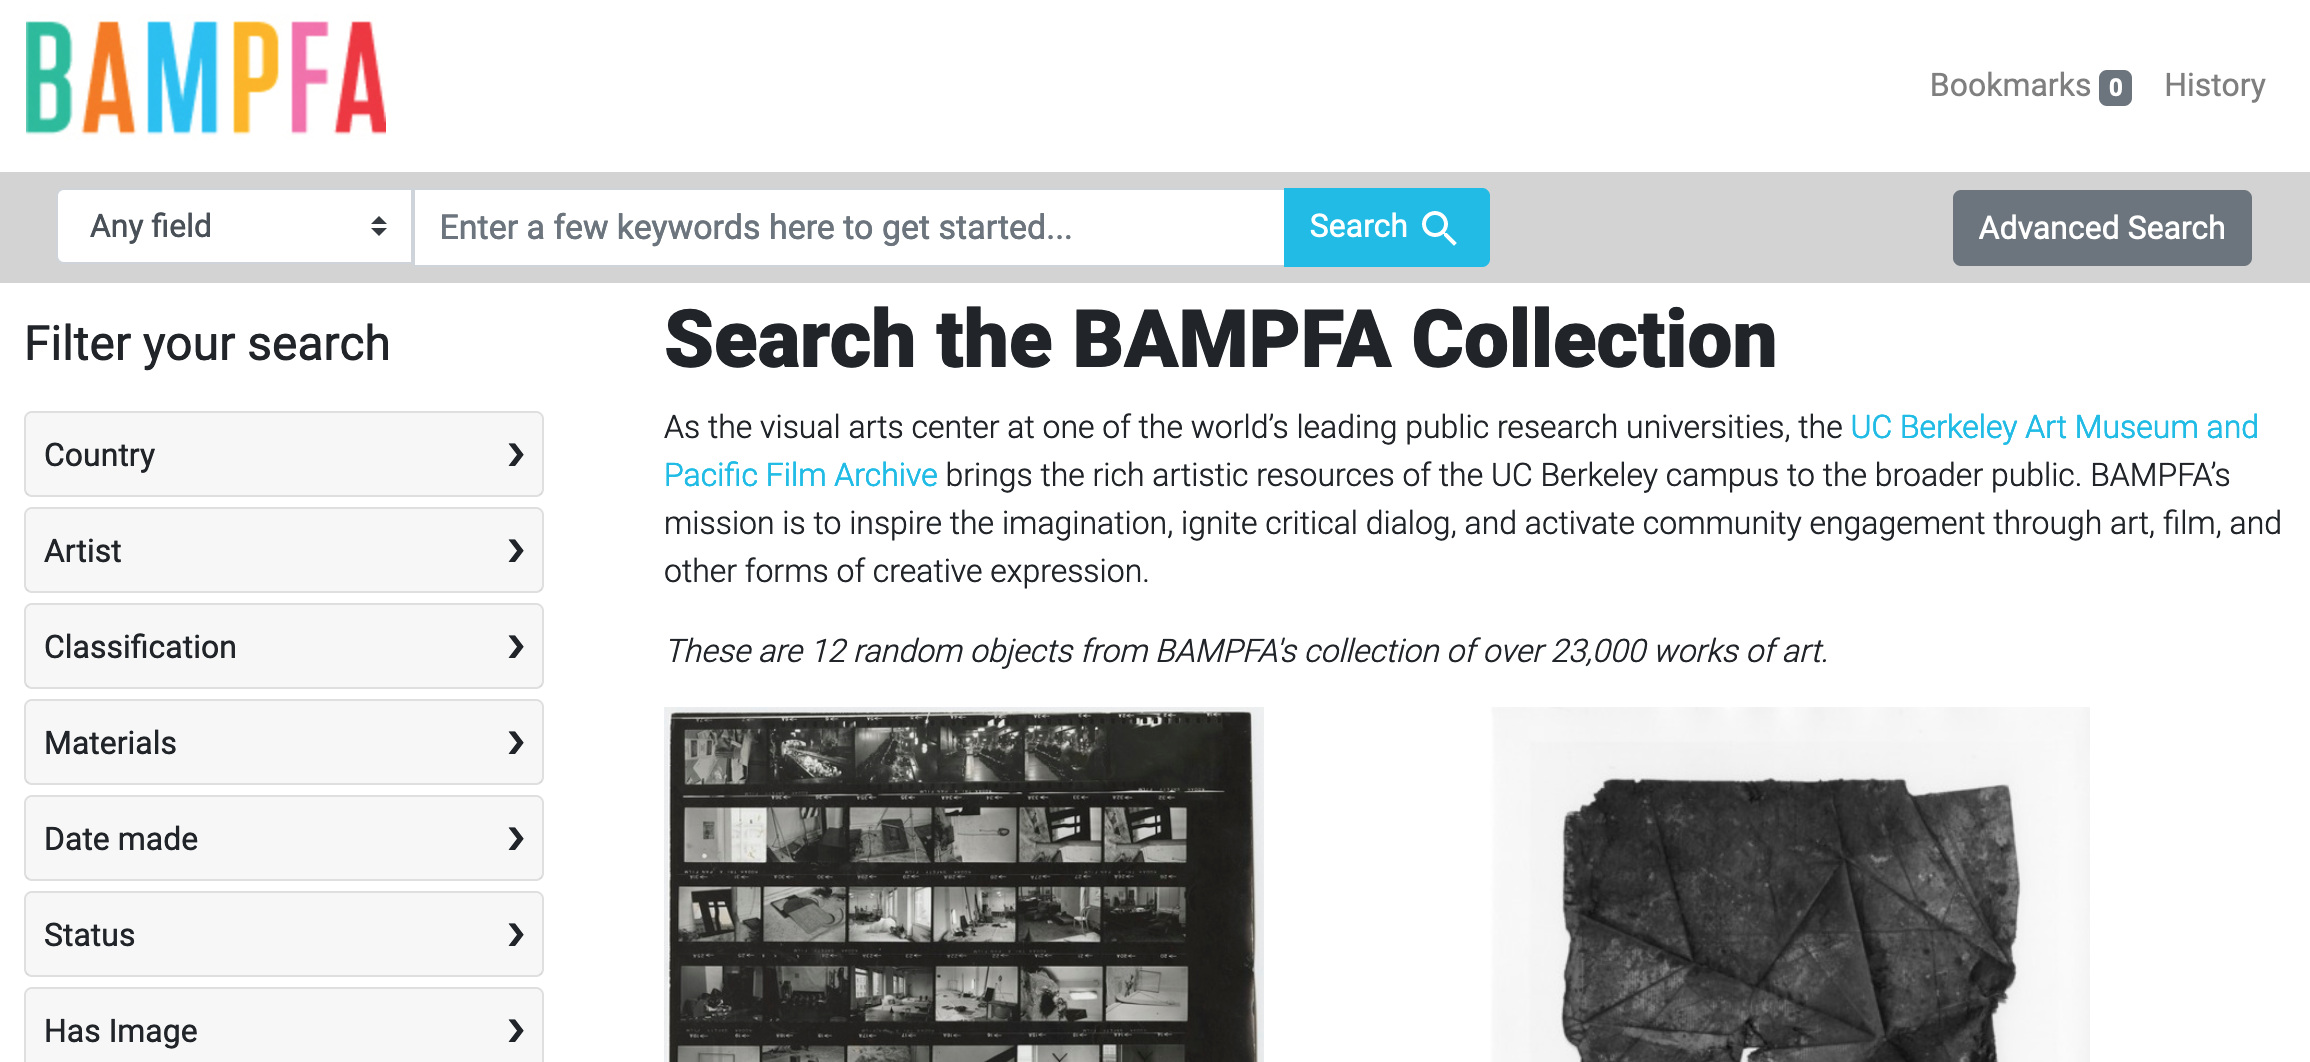 BAMPFA
Bookmarks 0 History
Any field
Enter a few keywords here to get started...
Search
Advanced Search
Filter your search
Country
Artist
Classification
Materials
Date made
Status
Has Image
Search the BAMPFA Collection
As the visual arts center at one of the world’s leading public research universities, the UC Berkeley Art Museum and
Pacific Film Archive brings the rich artistic resources of the UC Berkeley campus to the broader public. BAMPFA’s
mission is to inspire the imagination, ignite critical dialog, and activate community engagement through art, film, and
other forms of creative expression.
These are 12 random objects from BAMPFA's collection of over 23,000 works of art.